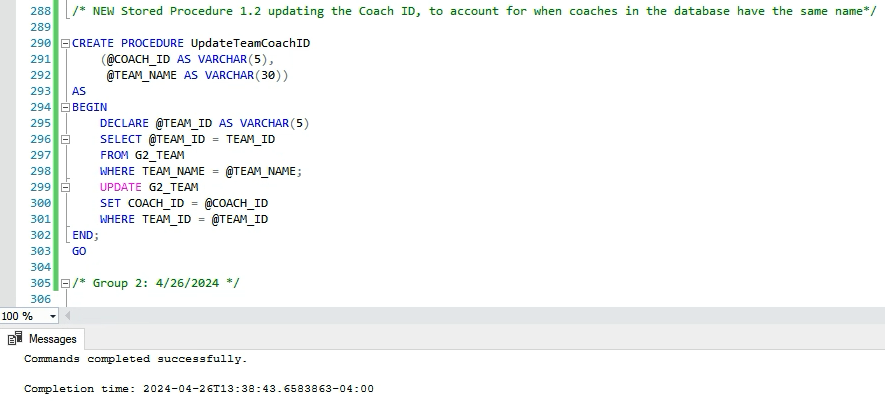 288 /* NEW Stored Procedure 1.2 updating the Coach ID, to account for when coaches in the database have the same name*/
289
290 CREATE PROCEDURE UpdateTeamCoachID
291 (@COACH_ID AS VARCHAR(5),
292 @TEAM_NAME AS VARCHAR(30))
293 AS
294 BEGIN
295 DECLARE @TEAM_ID AS VARCHAR(5)
296 SELECT @TEAM_ID = TEAM_ID
297 FROM G2_TEAM
298 WHERE TEAM_NAME = @TEAM_NAME;
299 UPDATE G2_TEAM
300 SET COACH_ID = @COACH_ID
301 WHERE TEAM_ID = @TEAM_ID
302 END;
303 GO
304
305 /* Group 2: 4/26/2024 */
306
100 %
Messages
Commands completed successfully.
Completion time: 2024-04-26T13:38:43.6583863-04:00